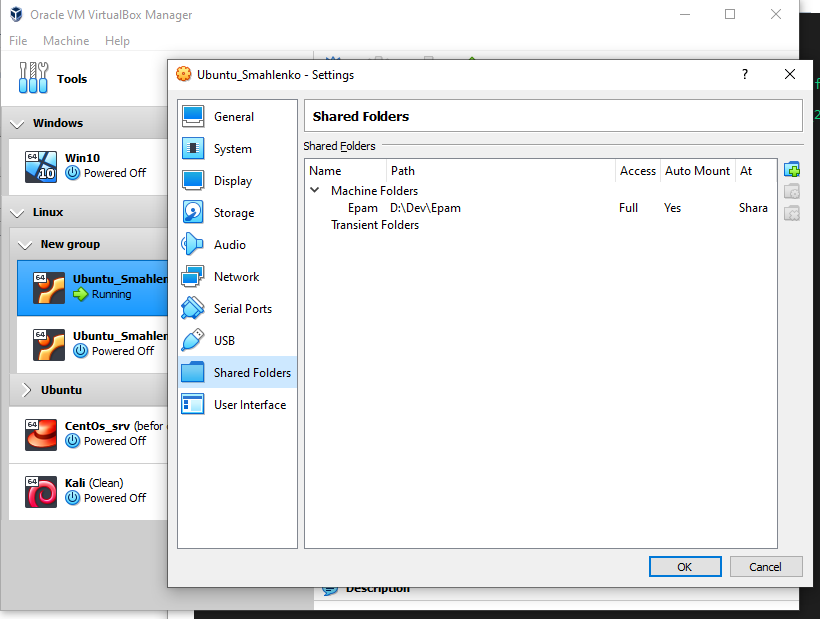 Oracle VM VirtualBox Manager
File Machine Help
Tools
Windows
Win10
Powered Off
Linux
New group
Ubuntu_Smahlen
Running
Ubuntu_Smahlen
Powered Off
Ubuntu
CentOs_srv (befor
Powered Off
Kali (Clean)
Powered Off
Ubuntu_Smahlenko - Settings
?
General
System
Display
Storage
Audio
Network
Serial Ports
USB
Shared Folders
User Interface
Shared Folders
Shared Folders
Name Path Access Auto Mount At
Machine Folders
Epam D:\Dev\Epam Full Yes Shara
Transient Folders
OK Cancel
Description